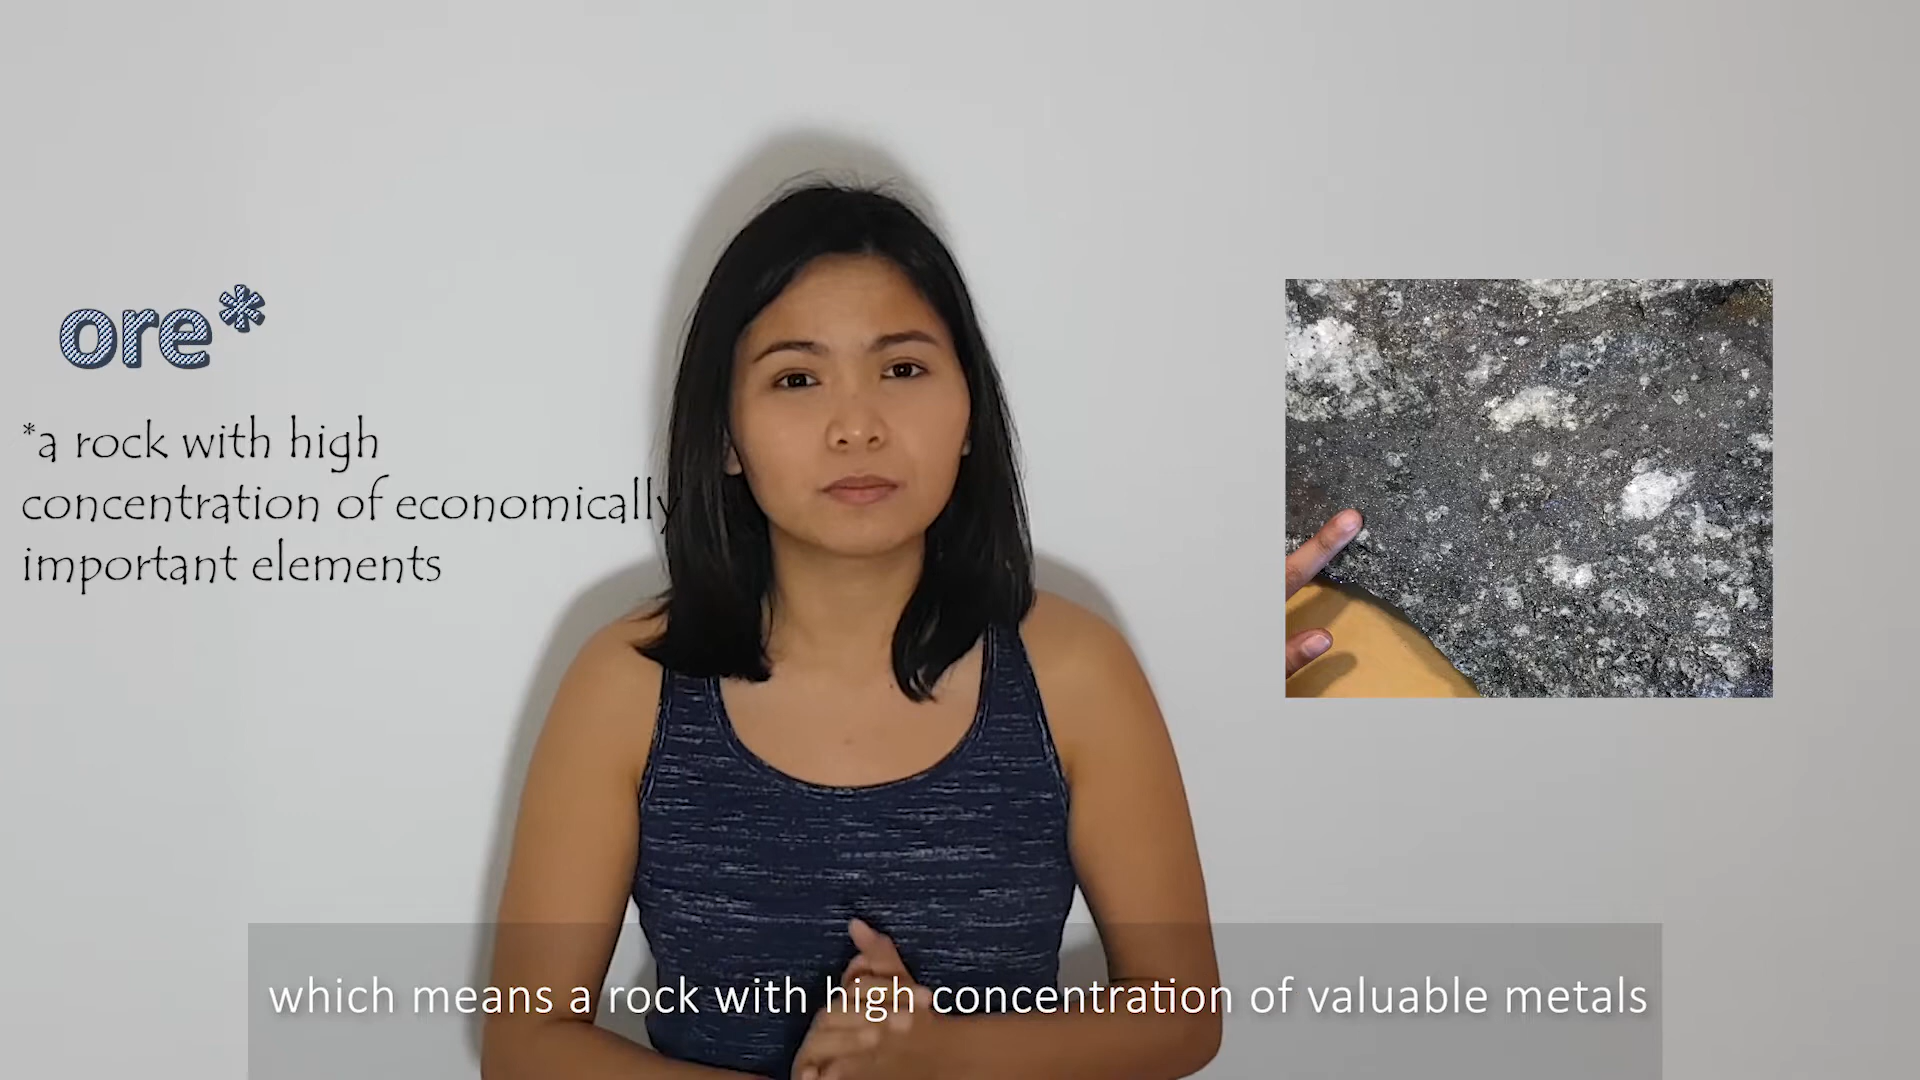 ore*
*a rock with high
concentration of economically
important elements
which means a rock with high concentration of valuable metals